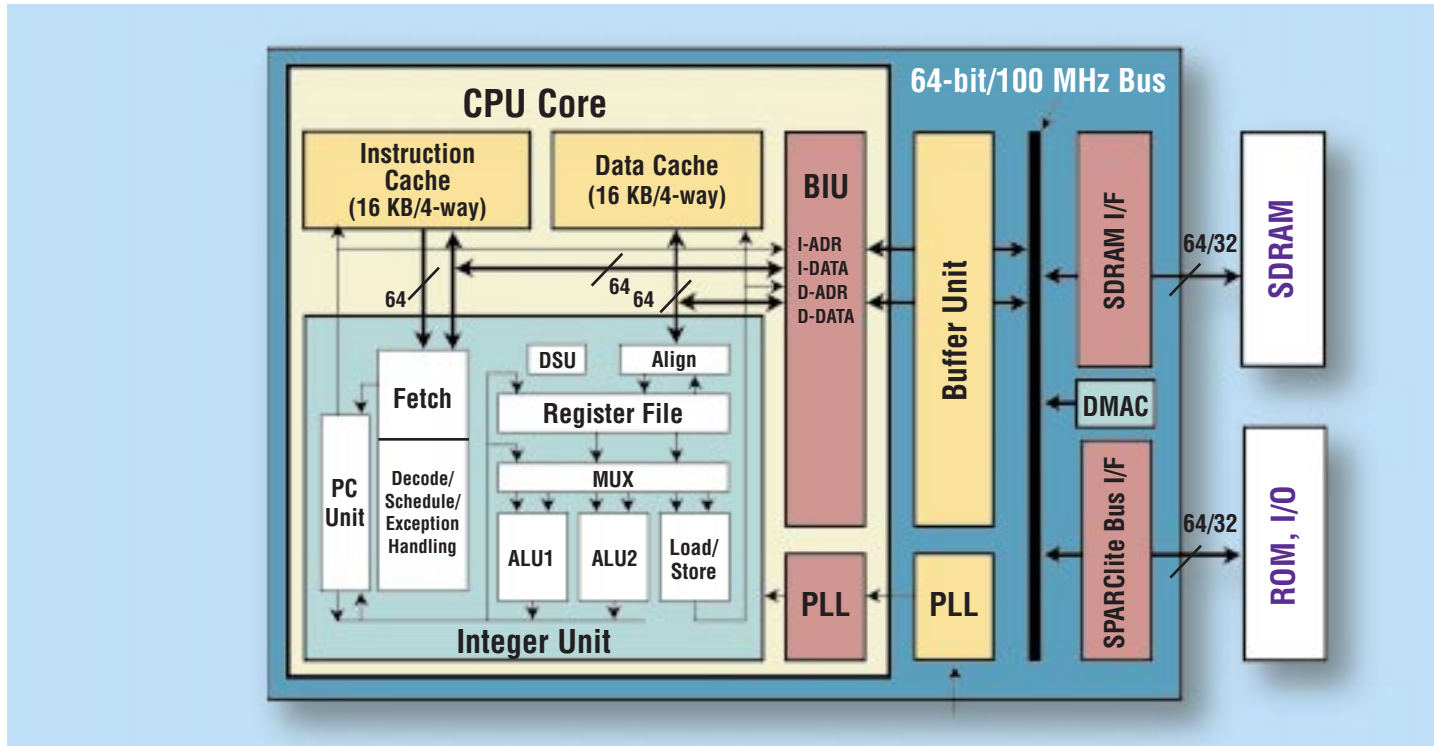 64-bit/100 MHz Bus
CPU Core
Instruction
Cache
(16 KB/4-way)
Data Cache
(16 KB/4-way)
BIU
I-ADR
I-DATA
D-ADR
D-DATA
64
64
64
Buffer Unit
SDRAM I/F
64/32
SDRAM
DMAC
SPARClite Bus I/F
64/32
ROM, I/O
DSU
Align
Fetch
Register File
PC
Unit
Decode/
Schedule/
Exception
Handling
MUX
ALU1
ALU2
Load/
Store
Integer Unit
PLL
PLL